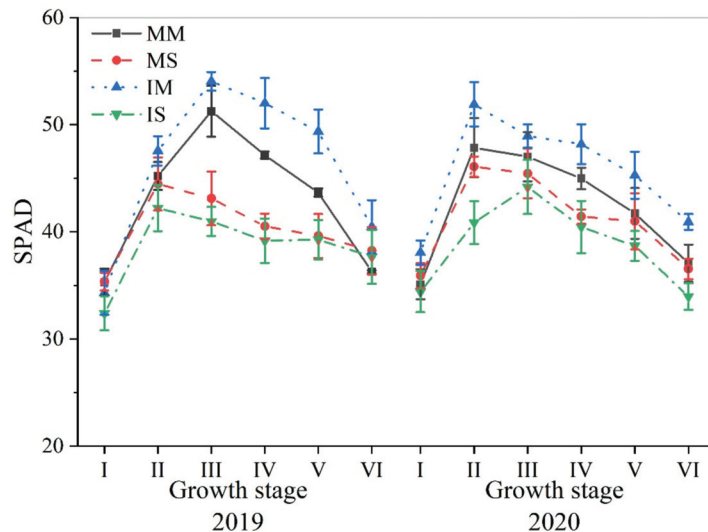 60
50
40
30
20
SPAD
MM
MS
IM
IS
I II III IV V VI I II III IV V VI
Growth stage Growth stage
2019 2020